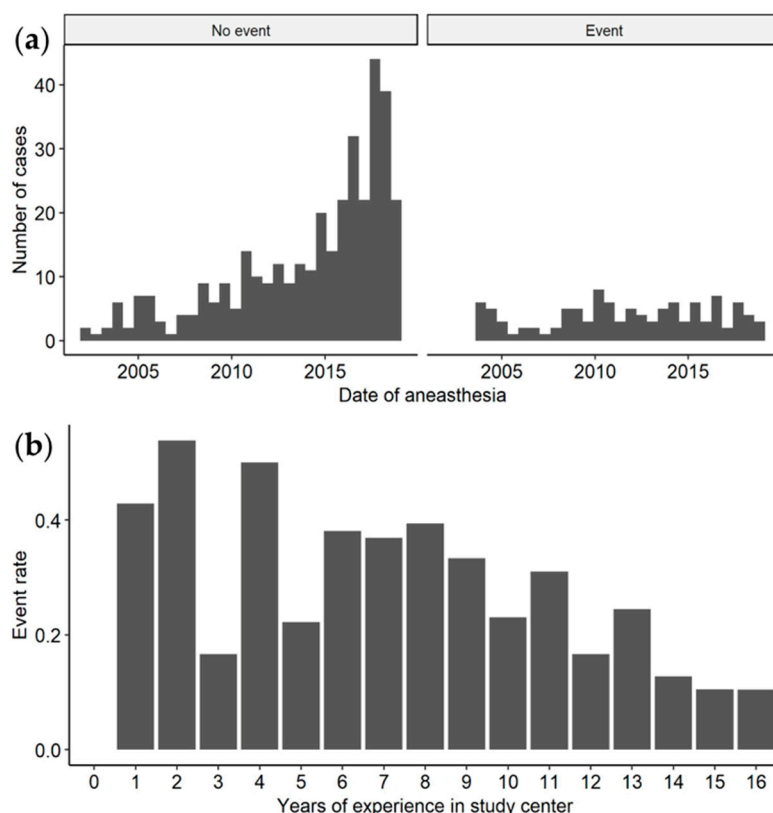 (a)
No event
Event
Number of cases
40
30
20
10
0
2005 2010 2015 2005 2010 2015
Date of aneasthesia
(b)
Event rate
0.4
0.2
0.0
0 1 2 3 4 5 6 7 8 9 10 11 12 13 14 15 16
Years of experience in study center